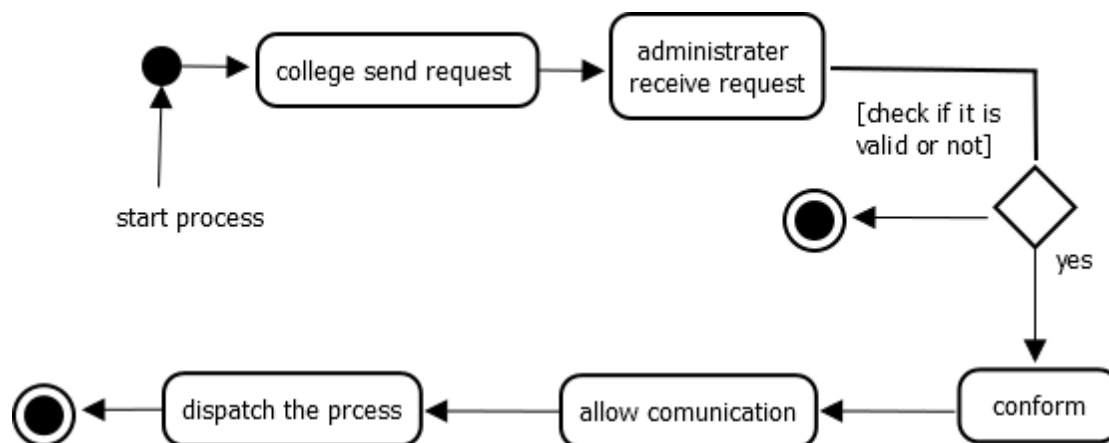 college send request
administrater
receive request
[check if it is
valid or not]
start process
yes
conform
allow comunication
dispatch the prcess